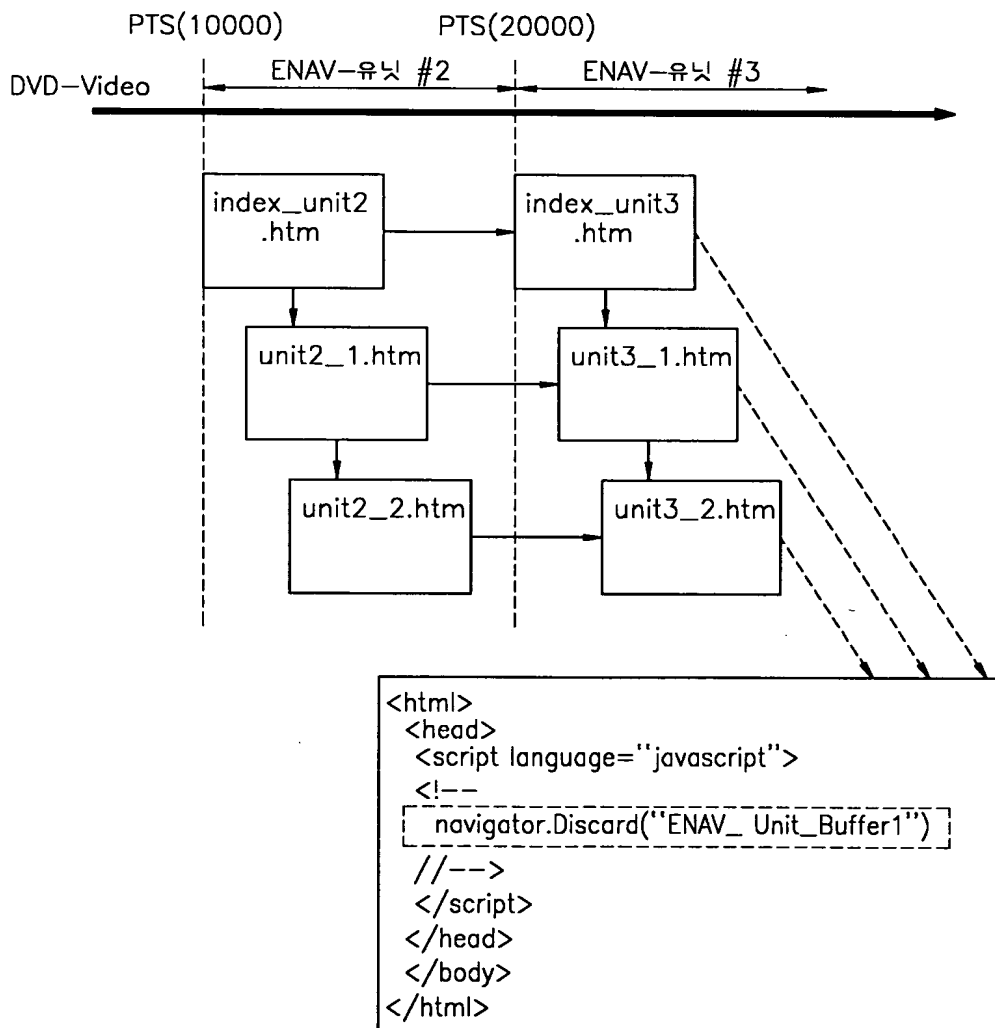 PTS(10000) PTS(20000)
ENAV-유닛 #2 ENAV-유닛 #3
DVD-Video
index_unit2
.htm
index_unit3
.htm
unit2_1.htm unit3_1.htm
unit2_2.htm unit3_2.htm
<html>
<head>
<script language="javascript">
<!--
navigator.Discard("ENAV_ Unit_Buffer1")
//-->
</script>
</head>
</body>
</html>